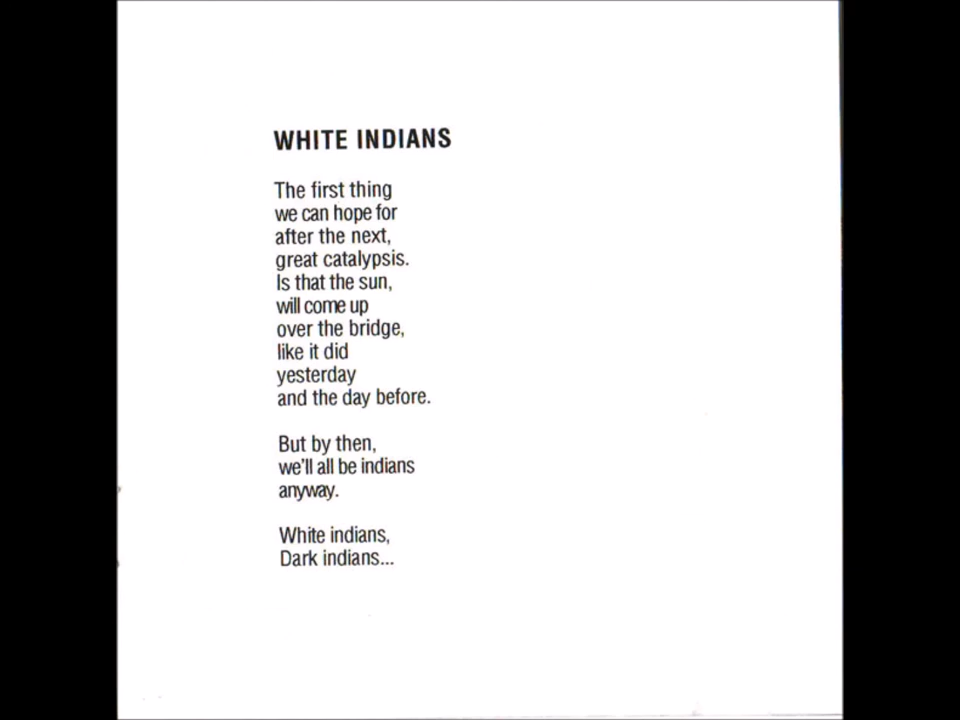 WHITE INDIANS
The first thing
we can hope for
after the next,
great catalypsis.
Is that the sun,
will come up
over the bridge,
like it did
yesterday
and the day before.
But by then,
we'll all be indians
anyway.
White indians,
Dark indians...